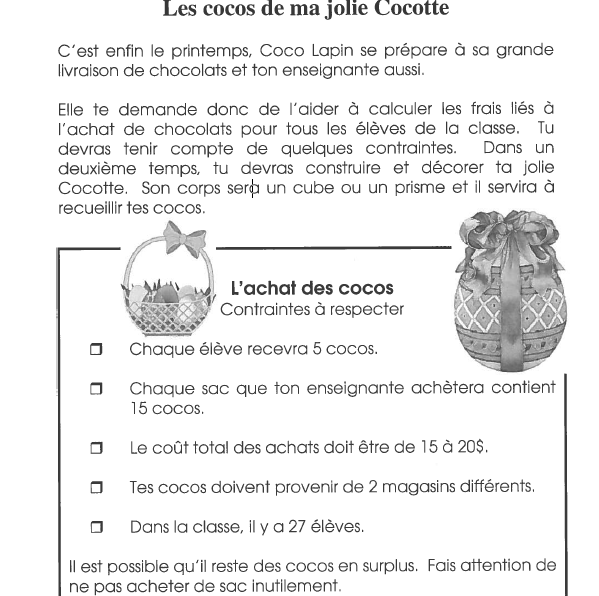 Les cocos de ma jolie Cocotte
C'est enfin le printemps, Coco Lapin se prépare à sa grande
livraison de chocolats et ton enseignante aussi.
Elle te demande donc de l'aider à calculer les frais liés à
l'achat de chocolats pour tous les élèves de la classe. Tu
devras tenir compte de quelques contraintes. Dans un
deuxième temps, tu devras construire et décorer ta jolie
Cocotte. Son corps sera un cube ou un prisme et il servira à
recueillir tes cocos.
L'achat des cocos
Contraintes à respecter
Chaque élève recevra 5 cocos.
Chaque sac que ton enseignante achètera contient
15 cocos.
Le coût total des achats doit être de 15 à 20$.
Tes cocos doivent provenir de 2 magasins différents.
Dans la classe, il y a 27 élèves.
Il est possible qu'il reste des cocos en surplus. Fais attention de
ne pas acheter de sac inutilement.